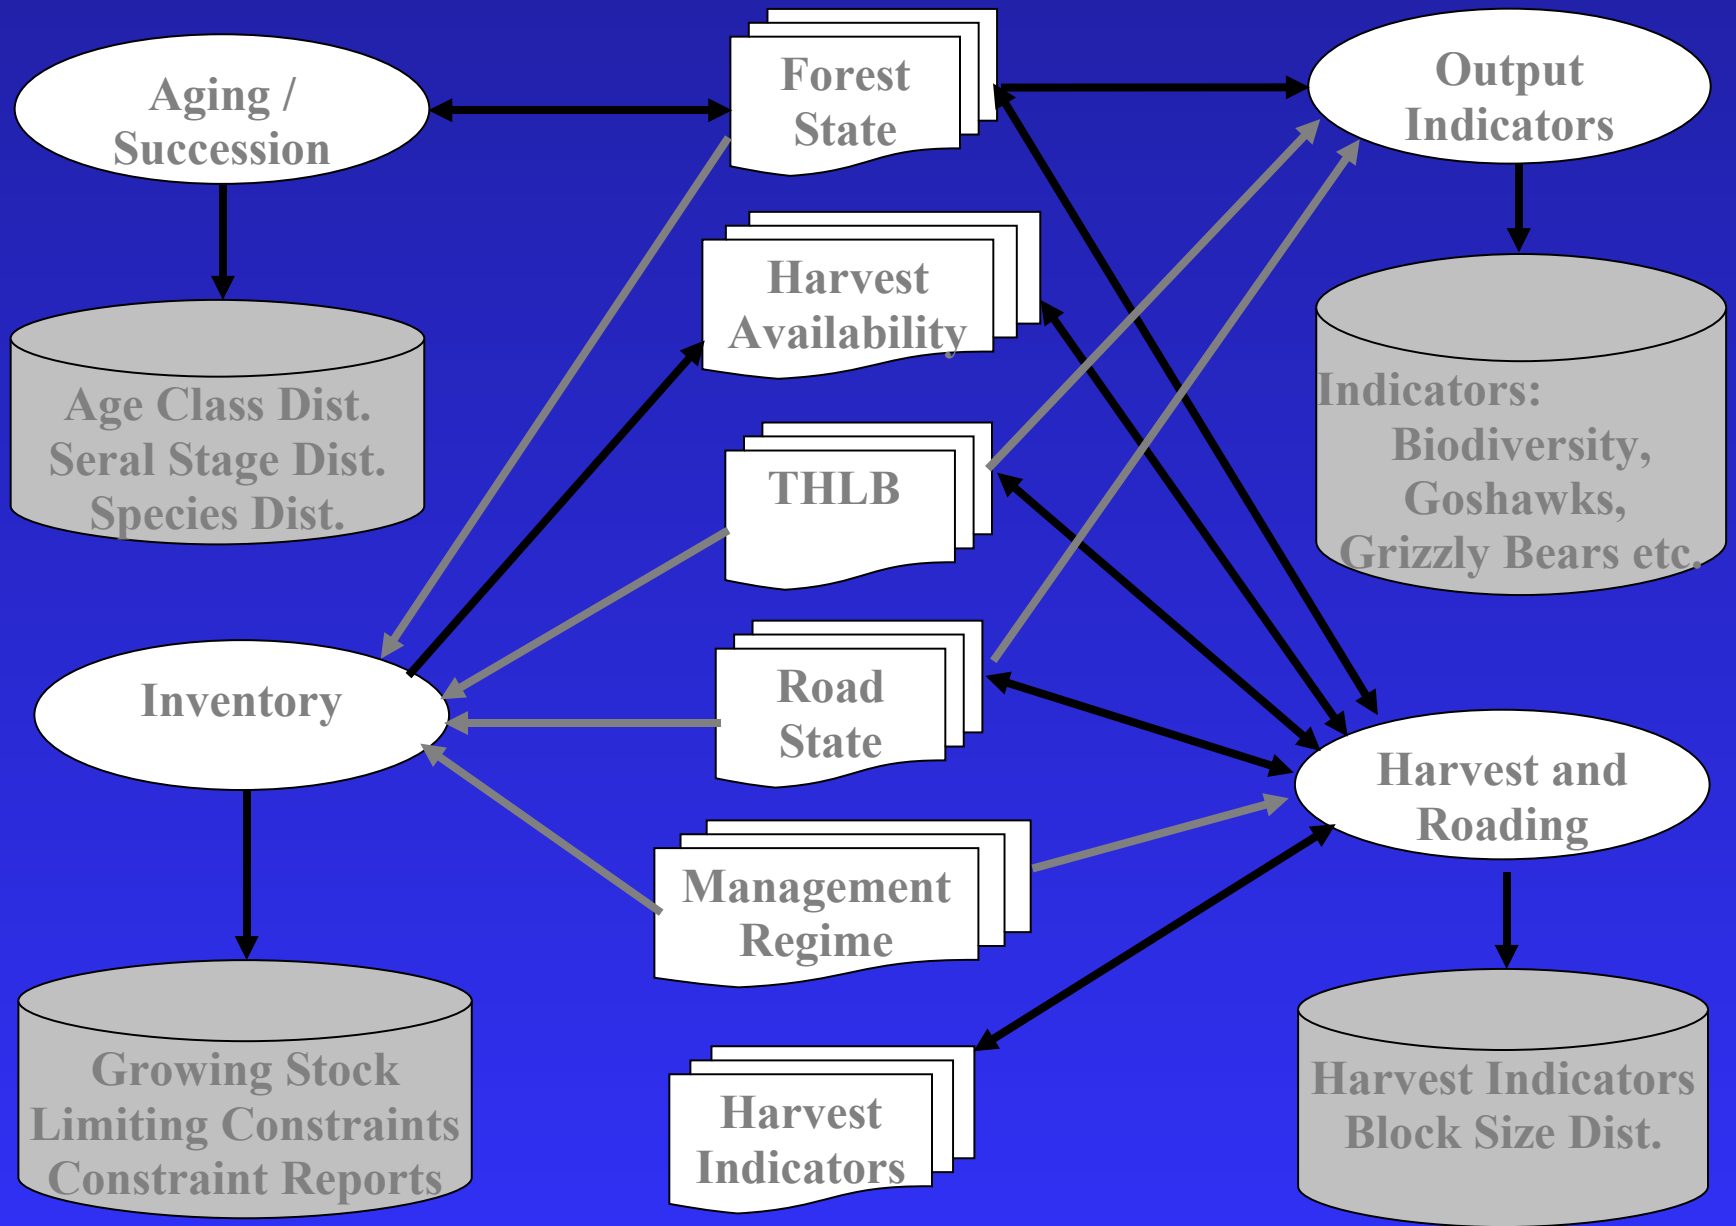 Aging /
Succession
Forest
State
Output
Indicators
Harvest
Availability
Age Class Dist.
Seral Stage Dist.
Species Dist.
Indicators:
Biodiversity,
Goshawks,
Grizzly Bears etc.
THLB
Inventory
Road
State
Harvest and
Roading
Management
Regime
Growing Stock
Limiting Constraints
Constraint Reports
Harvest
Indicators
Harvest Indicators
Block Size Dist.